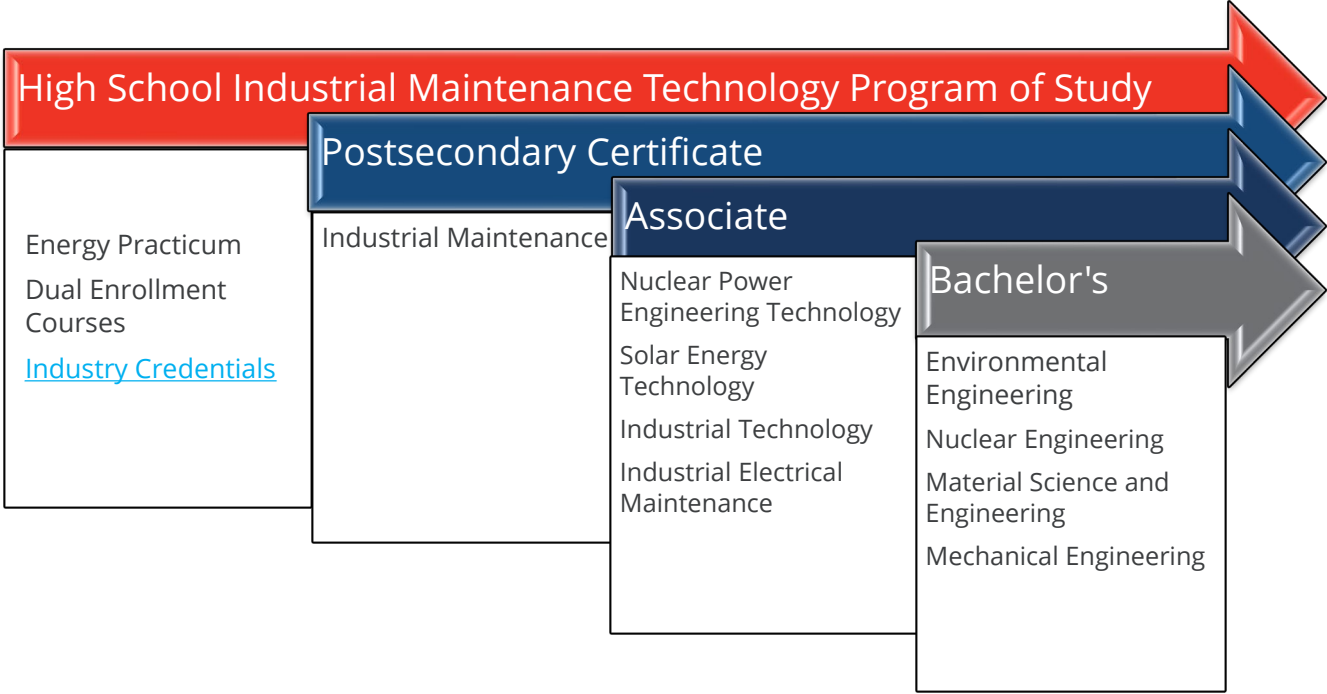 High School Industrial Maintenance Technology Program of Study
Postsecondary Certificate
Associate
Bachelor's
Energy Practicum
Dual Enrollment
Courses
Industry Credentials
Industrial Maintenance
Nuclear Power
Engineering Technology
Solar Energy
Technology
Industrial Technology
Industrial Electrical
Maintenance
Environmental
Engineering
Nuclear Engineering
Material Science and
Engineering
Mechanical Engineering